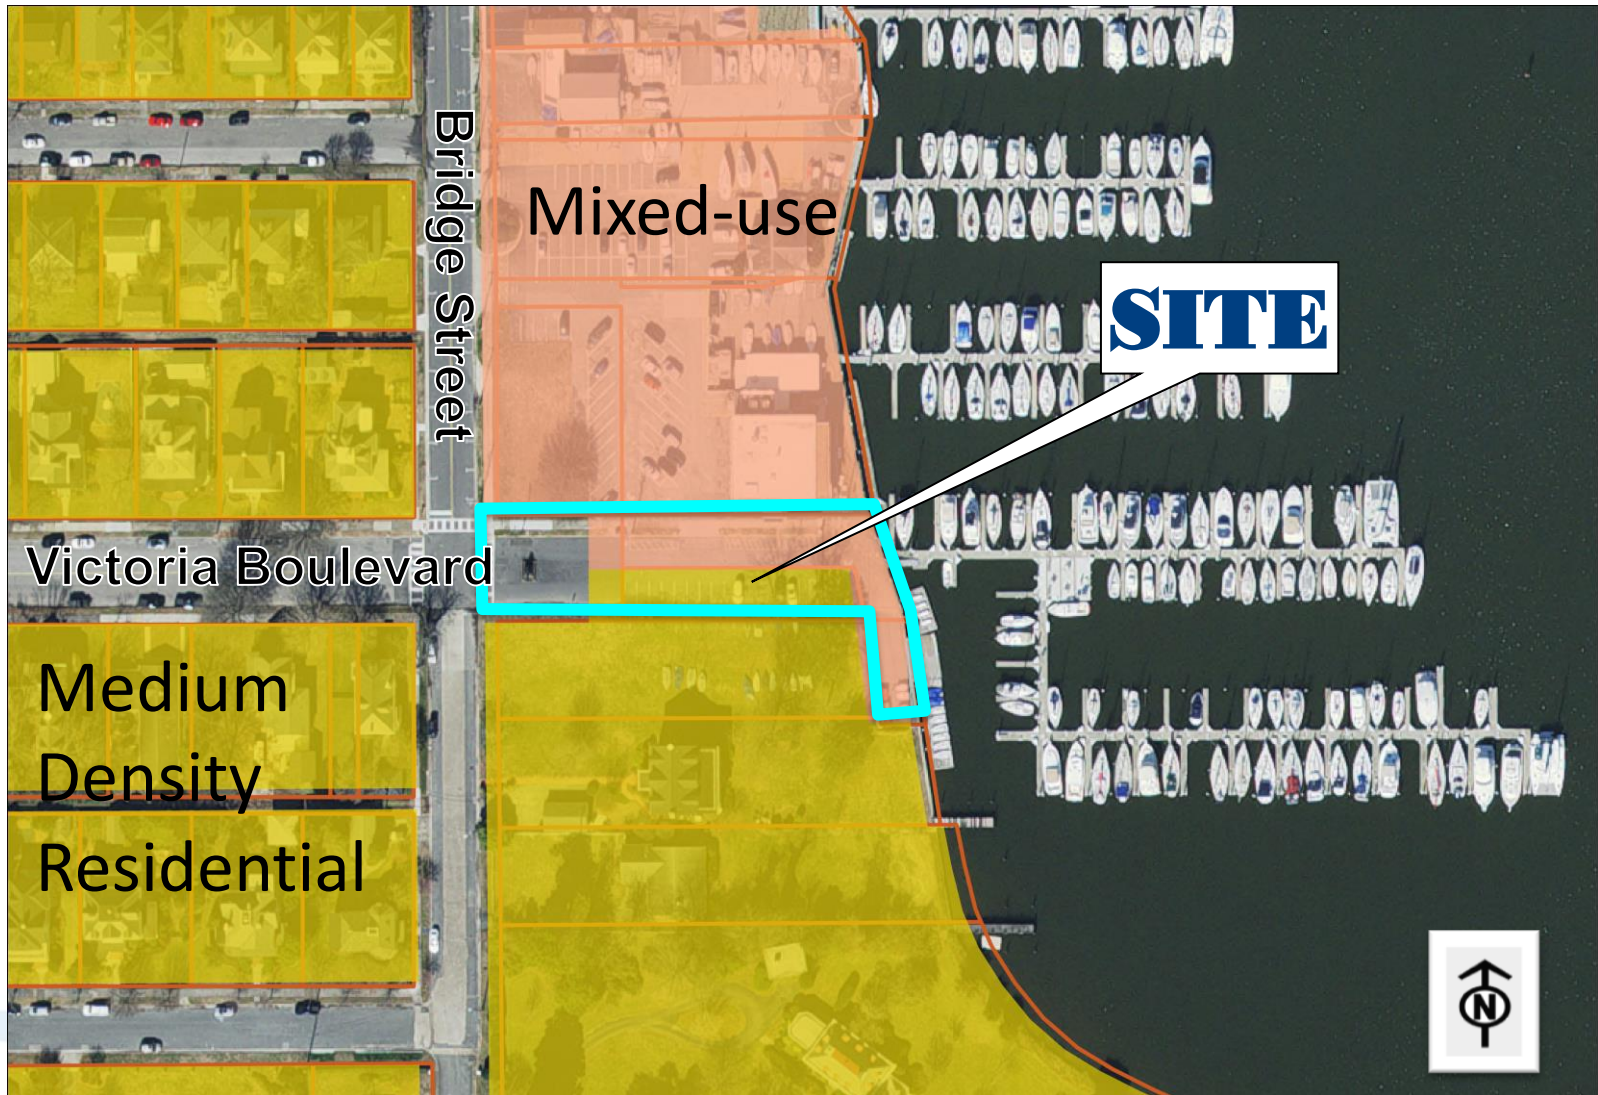 Bridge Street
Mixed-use
SITE
Victoria Boulevard
Medium
Density
Residential
N